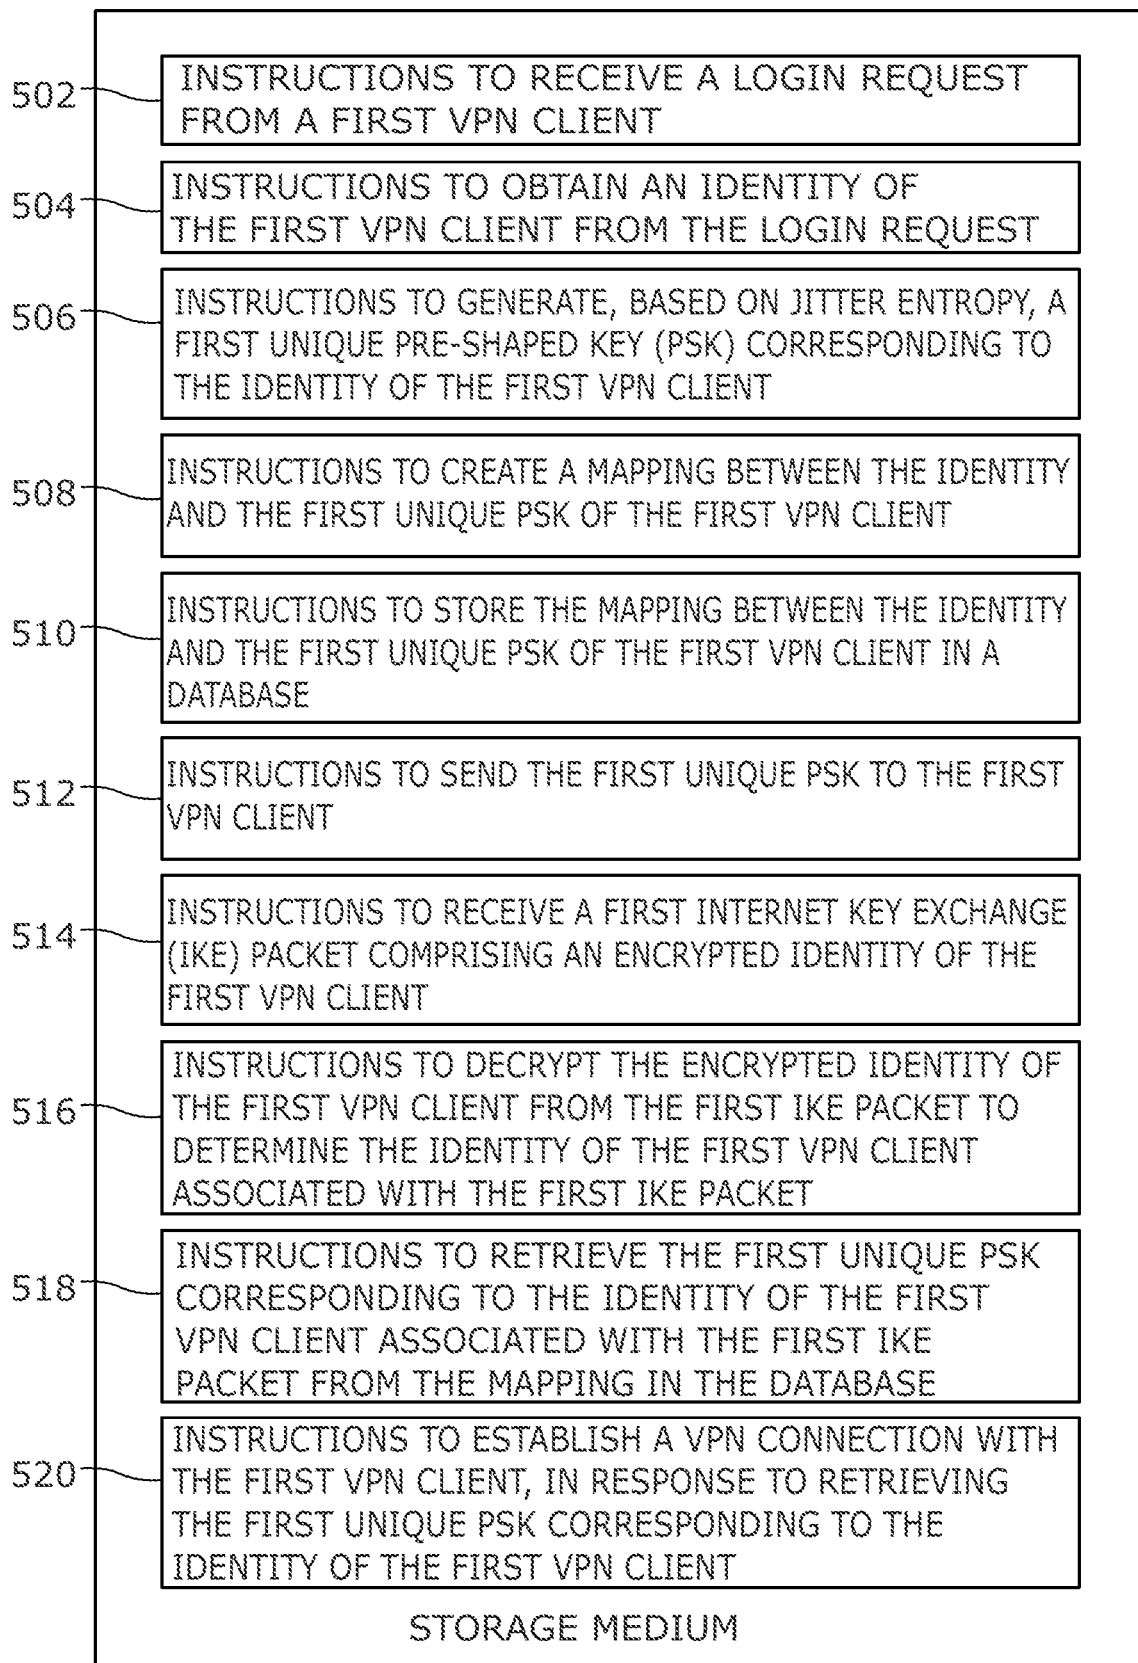 502
INSTRUCTIONS TO RECEIVE A LOGIN REQUEST
FROM A FIRST VPN CLIENT
504
INSTRUCTIONS TO OBTAIN AN IDENTITY OF
THE FIRST VPN CLIENT FROM THE LOGIN REQUEST
506
INSTRUCTIONS TO GENERATE, BASED ON JITTER ENTROPY, A
FIRST UNIQUE PRE-SHAPED KEY (PSK) CORRESPONDING TO
THE IDENTITY OF THE FIRST VPN CLIENT
508
INSTRUCTIONS TO CREATE A MAPPING BETWEEN THE IDENTITY
AND THE FIRST UNIQUE PSK OF THE FIRST VPN CLIENT
510
INSTRUCTIONS TO STORE THE MAPPING BETWEEN THE IDENTITY
AND THE FIRST UNIQUE PSK OF THE FIRST VPN CLIENT IN A
DATABASE
512
INSTRUCTIONS TO SEND THE FIRST UNIQUE PSK TO THE FIRST
VPN CLIENT
514
INSTRUCTIONS TO RECEIVE A FIRST INTERNET KEY EXCHANGE
(IKE) PACKET COMPRISING AN ENCRYPTED IDENTITY OF THE
FIRST VPN CLIENT
516
INSTRUCTIONS TO DECRYPT THE ENCRYPTED IDENTITY OF
THE FIRST VPN CLIENT FROM THE FIRST IKE PACKET TO
DETERMINE THE IDENTITY OF THE FIRST VPN CLIENT
ASSOCIATED WITH THE FIRST IKE PACKET
518
INSTRUCTIONS TO RETRIEVE THE FIRST UNIQUE PSK
CORRESPONDING TO THE IDENTITY OF THE FIRST
VPN CLIENT ASSOCIATED WITH THE FIRST IKE
PACKET FROM THE MAPPING IN THE DATABASE
520
INSTRUCTIONS TO ESTABLISH A VPN CONNECTION WITH
THE FIRST VPN CLIENT, IN RESPONSE TO RETRIEVING
THE FIRST UNIQUE PSK CORRESPONDING TO THE
IDENTITY OF THE FIRST VPN CLIENT
STORAGE MEDIUM